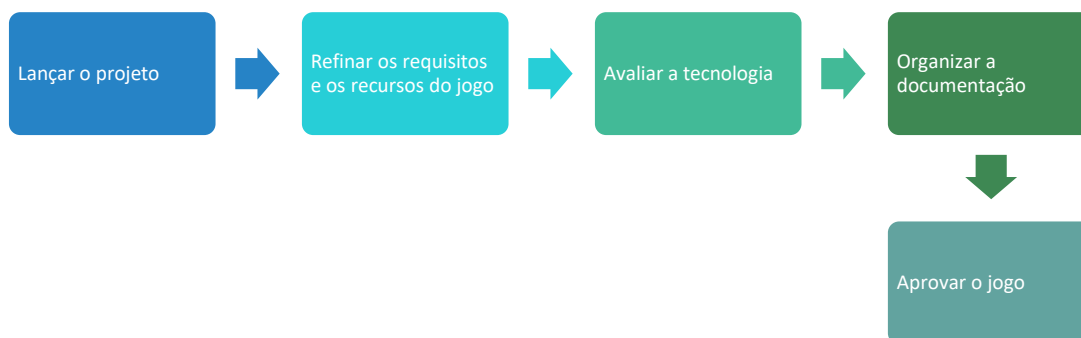 Lançar o projeto
Refinar os requisitos
e os recursos do jogo
Avaliar a tecnologia
Organizar a
documentação
Aprovar o jogo